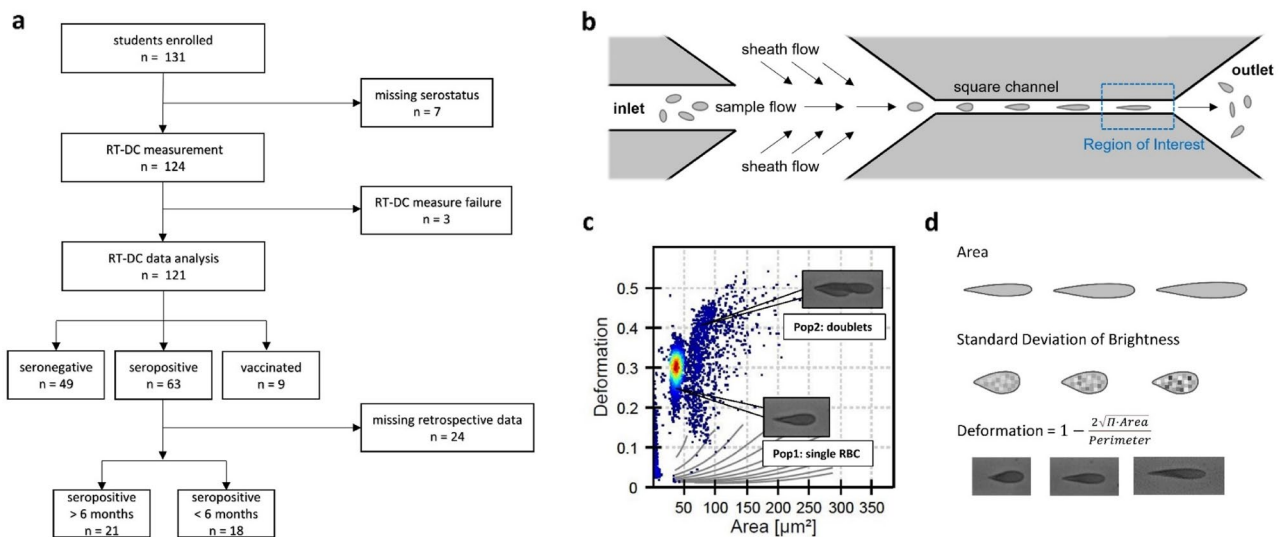 a
students enrolled
n = 131
missing serostatus
n = 7
RT-DC measurement
n = 124
RT-DC measure failure
n = 3
RT-DC data analysis
n = 121
seronegative
n = 49
seropositive
n = 63
vaccinated
n = 9
missing retrospective data
n = 24
seropositive
> 6 months
n = 21
seropositive
< 6 months
n = 18
b
sheath flow
inlet
sample flow
sheath flow
square channel
outlet
Region of Interest
c
Deformation
0.5
0.4
0.3
0.2
0.1
0
Pop2: doublets
Pop1: single RBC
50 100 150 200 250 300 350
Area [µm²]
d
Area
Standard Deviation of Brightness
Deformation = 1 − 2√Π·Area / Perimeter